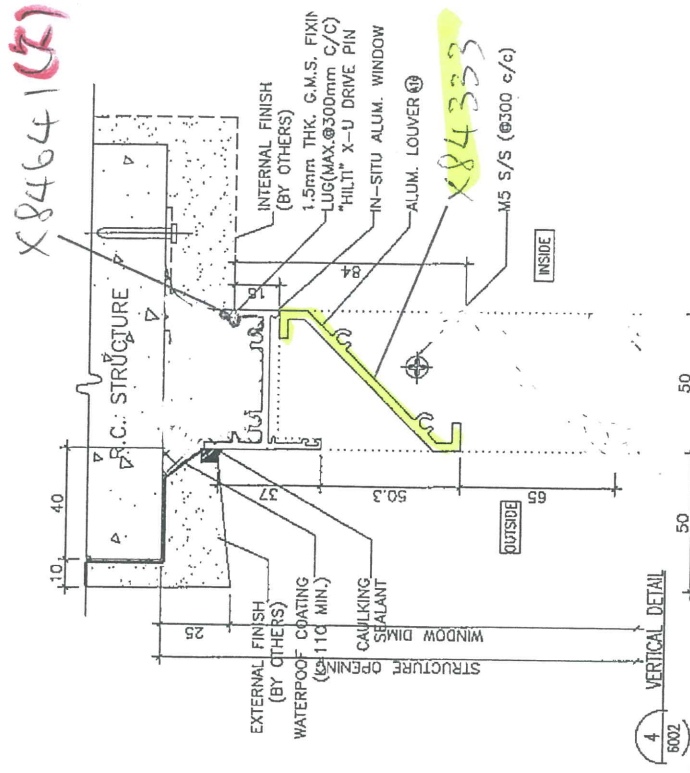 X84641(改)
R.C. STRUCTURE
INTERNAL FINISH
(BY OTHERS)
1.5mm THK. G.M.S. FIXIN
LUG(MAX.@300mm C/C)
"HILTI" X-U DRIVE PIN
IN-SITU ALUM. WINDOW
ALUM. LOUVER
X84333
M5 S/S (@300 c/c)
INSIDE
OUTSIDE
15
84
40
10
25
37
50.3
65
50
50
EXTERNAL FINISH
(BY OTHERS)
WATERPOOF COATING
(K 110 MIN.)
CAULKING
SEALANT
WINDOW DIMS
STRUCTURE OPENING
4
6002
VERTICAL DETAIL